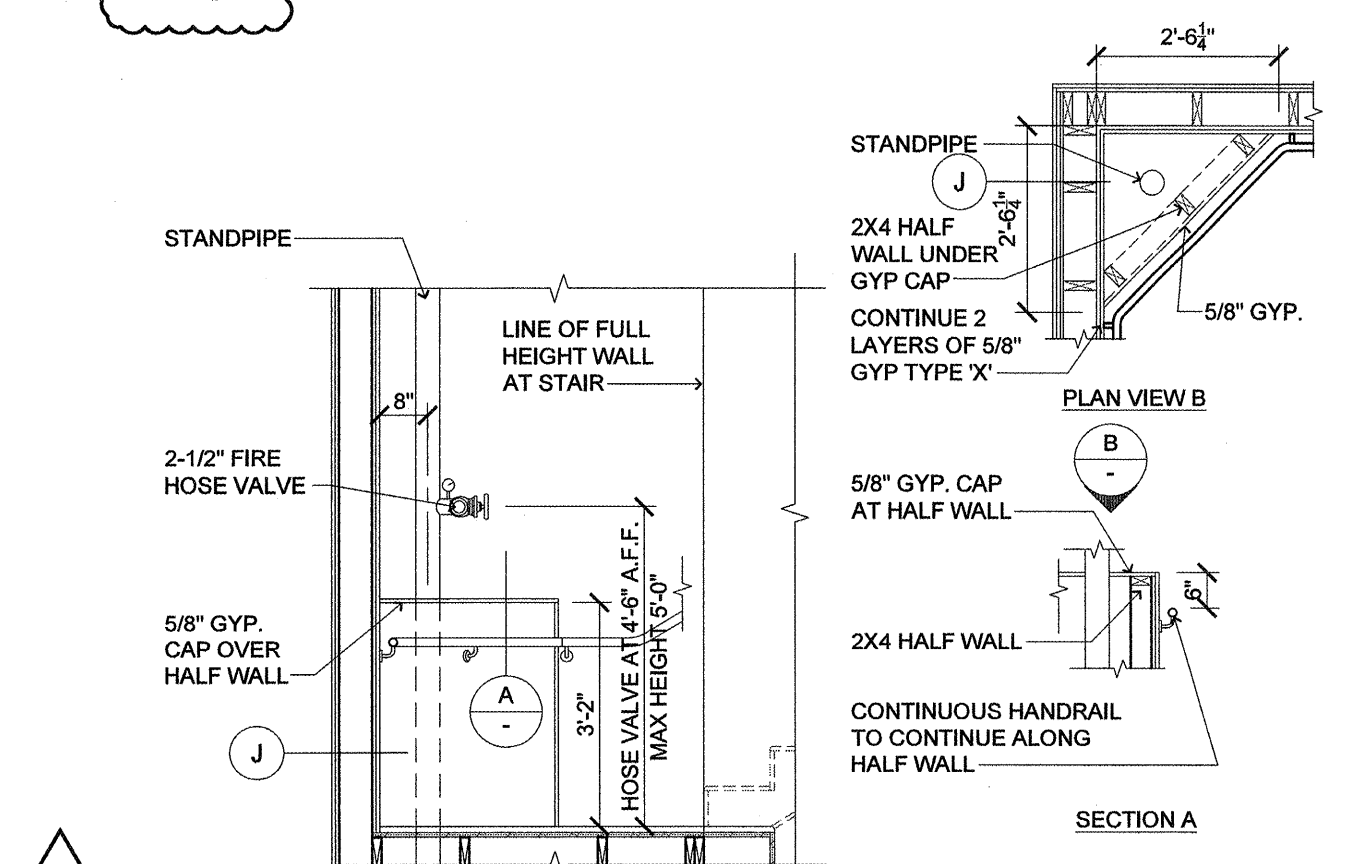 STANDPIPE
LINE OF FULL
HEIGHT WALL
AT STAIR
8"
2-1/2" FIRE
HOSE VALVE
5/8" GYP.
CAP OVER
HALF WALL
J
A
-
3'-2"
HOSE VALVE AT 4'-6" A.F.F.
MAX HEIGHT 5'-0"
2'-6 1/4"
STANDPIPE
J
2'-6 1/4"
2X4 HALF
WALL UNDER
GYP CAP
CONTINUE 2
LAYERS OF 5/8"
GYP TYPE 'X'
5/8" GYP.
PLAN VIEW B
B
-
5/8" GYP. CAP
AT HALF WALL
6"
2X4 HALF WALL
CONTINUOUS HANDRAIL
TO CONTINUE ALONG
HALF WALL
SECTION A